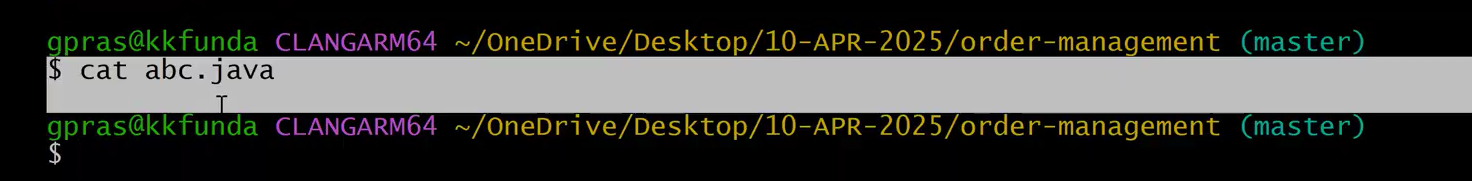 gpras@kkfunda CLANGARM64 ~/OneDrive/Desktop/10-APR-2025/order-management (master)
$ cat abc.java
gpras@kkfunda CLANGARM64 ~/OneDrive/Desktop/10-APR-2025/order-management (master)
$